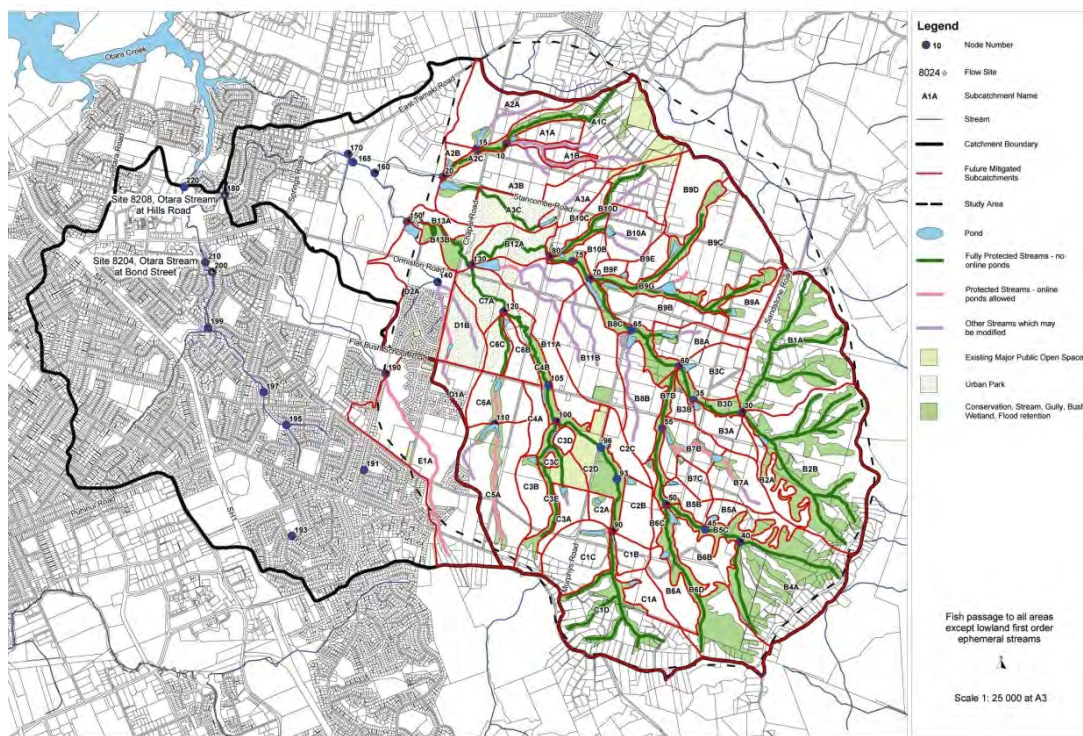 Otara Creek
East Tamaki Road
Otara Road
Springs Road
A2A
A1C
A1A
15
10
A1B
A2B
A2C
20
170
165
160
220
180
Site 8208, Otara Stream
at Hills Road
A3B
Stancombe Road
A3A
A3C
B9D
B10D
B10C
B10A
150
B13A
B13B
Chapel Road
B12A
80
75
B10B
B9C
B9E
130
70
B9F
B9G
Ormiston Road
140
210
200
Site 8204, Otara Stream
at Bond Street
SH1
D2A
C7A
120
B9A
B9B
Sandstone Road
B8C
65
B1A
D1B
C6C
C6B
B11A
B11B
B8A
199
Flat Bush School Road
C4B
60
B3C
190
197
D1A
105
B8B
B7D
35
B3B
B3D
30
C5A
110
C4A
100
195
C3D
96
C2C
55
B3A
B7B
E1A
C3C
C2D
93
B2B
191
C3B
B7C
B7A
B2A
C5A
C3E
C2A
C2B
50
B5B
B5A
Puhinui Road
SH1
C3A
B6C
45
B5C
193
90
40
Murphys Road
C1C
C1B
B6B
C1A
B6A
B6D
B4A
C1D
Legend
10 Node Number
8024 Flow Site
A1A Subcatchment Name
Stream
Catchment Boundary
Future Mitigated
Subcatchments
Study Area
Pond
Fully Protected Streams - no
online ponds
Protected Streams - online
ponds allowed
Other Streams which may
be modified
Existing Major Public Open Space
Urban Park
Conservation, Stream, Gully, Bush
Wetland, Flood retention
Fish passage to all areas
except lowland first order
ephemeral streams
Scale 1: 25 000 at A3